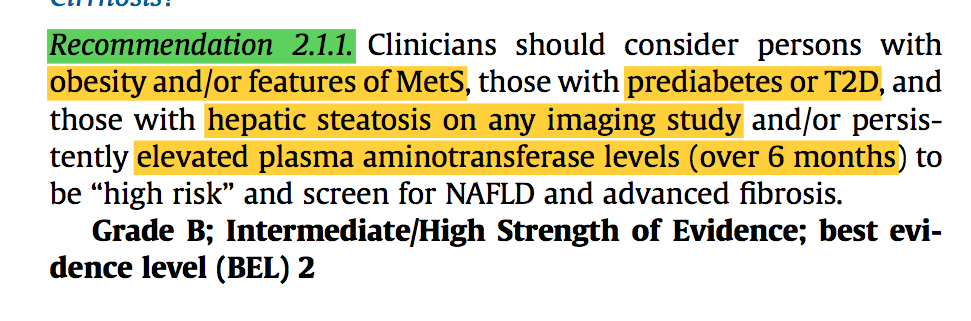 Cirrhosis?
Recommendation 2.1.1. Clinicians should consider persons with
obesity and/or features of MetS, those with prediabetes or T2D, and
those with hepatic steatosis on any imaging study and/or persis-
tently elevated plasma aminotransferase levels (over 6 months) to
be “high risk” and screen for NAFLD and advanced fibrosis.
Grade B; Intermediate/High Strength of Evidence; best evi-
dence level (BEL) 2